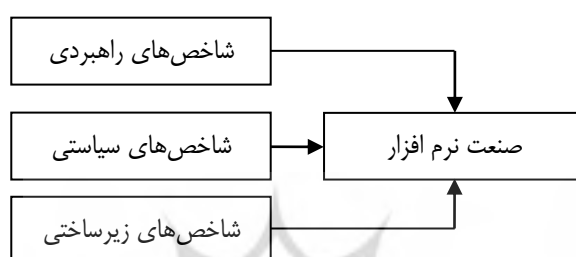 شاخص‌های راهبردی
شاخص‌های سیاستی
صنعت نرم افزار
شاخص‌های زیرساختی